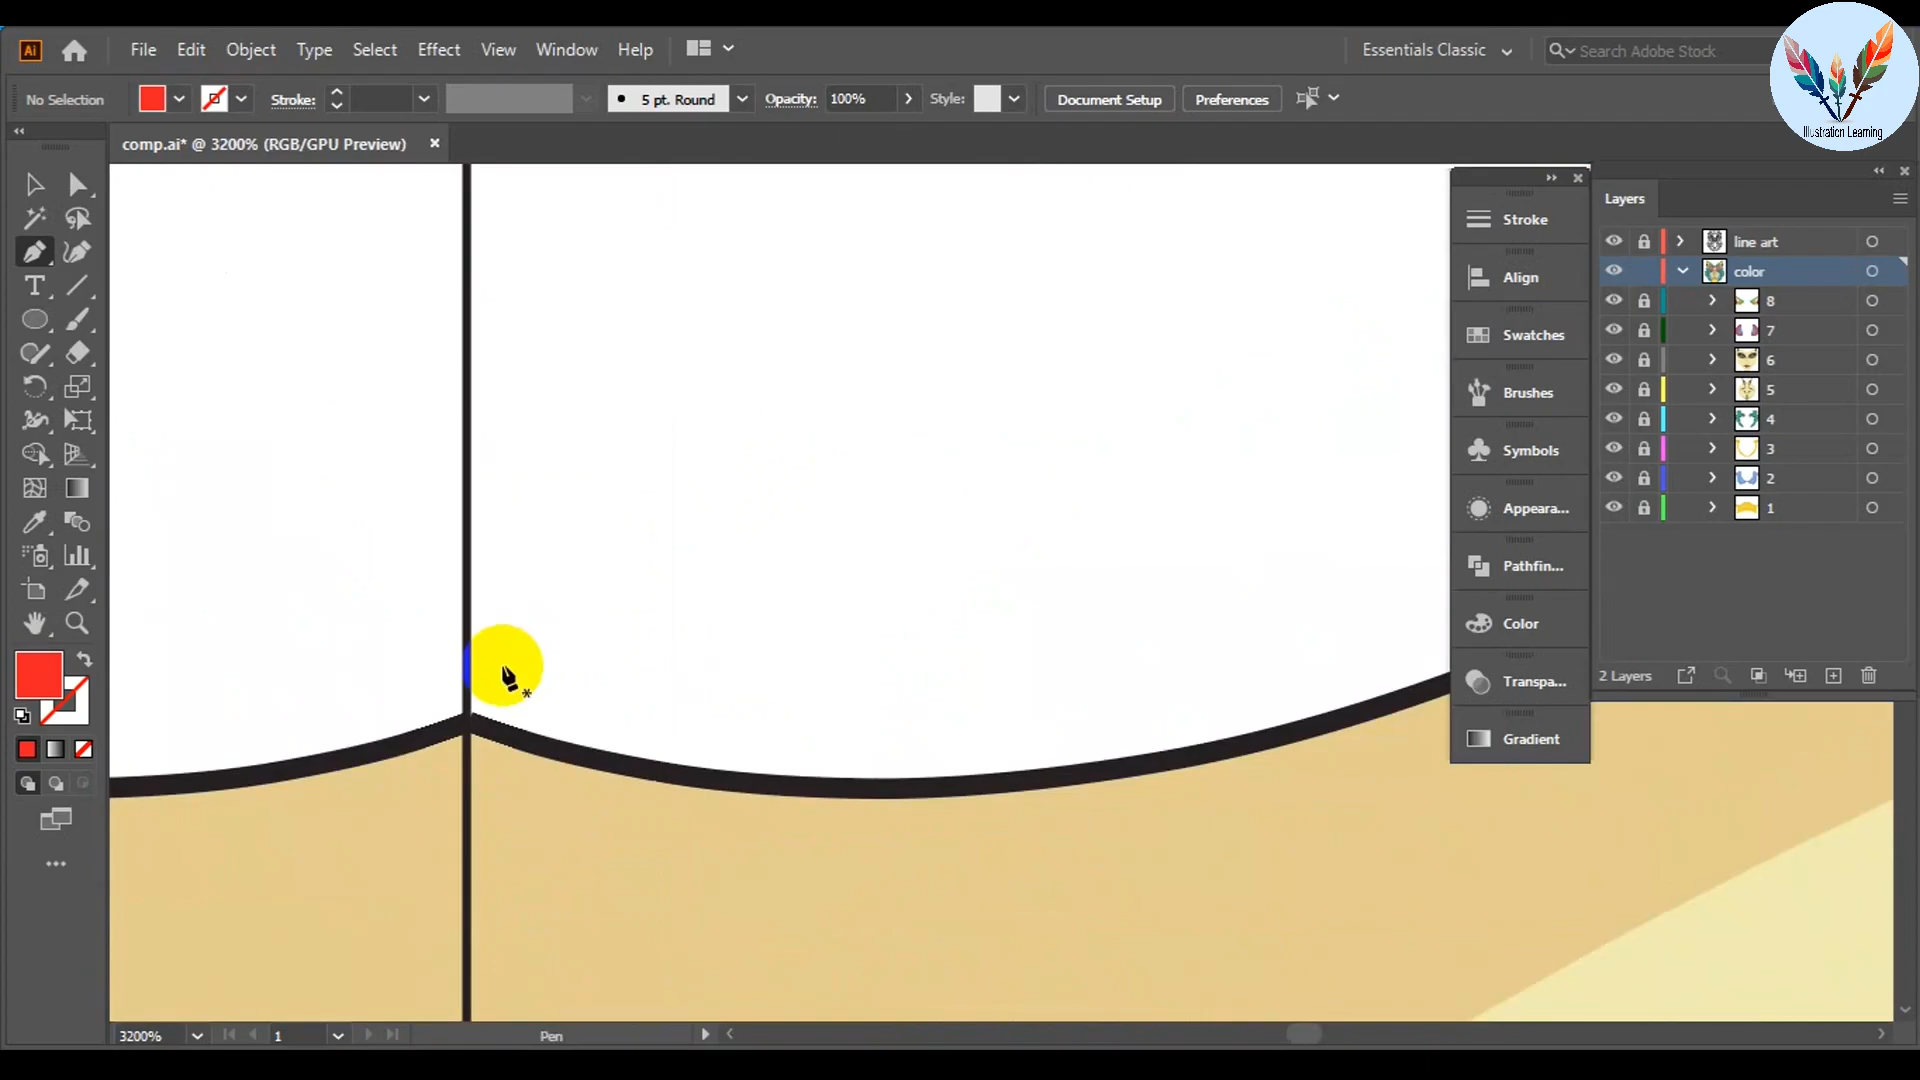 Ai File Edit Object Type Select Effect View Window Help Essentials Classic Search Adobe Stock
No Selection Stroke: 5 pt. Round Opacity: 100% Style: Document Setup Preferences
Illustration Learning
comp.ai* @ 3200% (RGB/GPU Preview)
Stroke
Align
Swatches
Brushes
Symbols
Appeara...
Pathfin...
Color
Transpa...
Gradient
Layers
line art
color
8
7
6
5
4
3
2
1
2 Layers
3200% 1 Pen